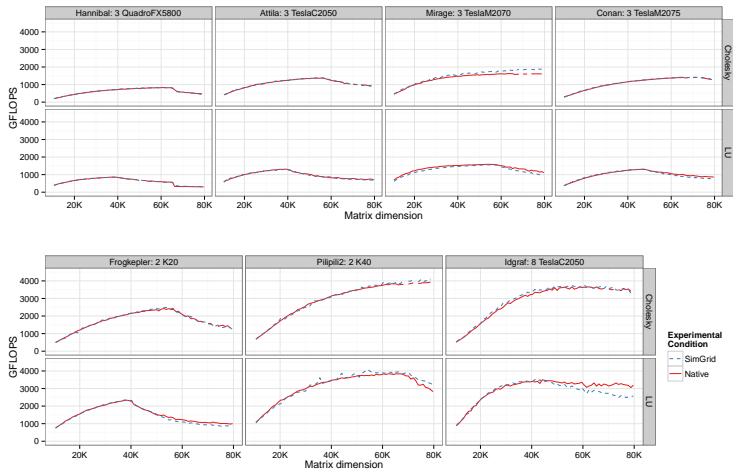 Hannibal: 3 QuadroFX5800
Attila: 3 TeslaC2050
Mirage: 3 TeslaM2070
Conan: 3 TeslaM2075
4000
3000
2000
1000
0
Cholesky
GFLOPS
4000
3000
2000
1000
0
LU
20K 40K 60K 80K
20K 40K 60K 80K
20K 40K 60K 80K
20K 40K 60K 80K
Matrix dimension
Frogkepler: 2 K20
Pilipili2: 2 K40
Idgraf: 8 TeslaC2050
4000
3000
2000
1000
0
Cholesky
GFLOPS
4000
3000
2000
1000
0
LU
20K 40K 60K 80K
20K 40K 60K 80K
20K 40K 60K 80K
Matrix dimension
Experimental
Condition
SimGrid
Native